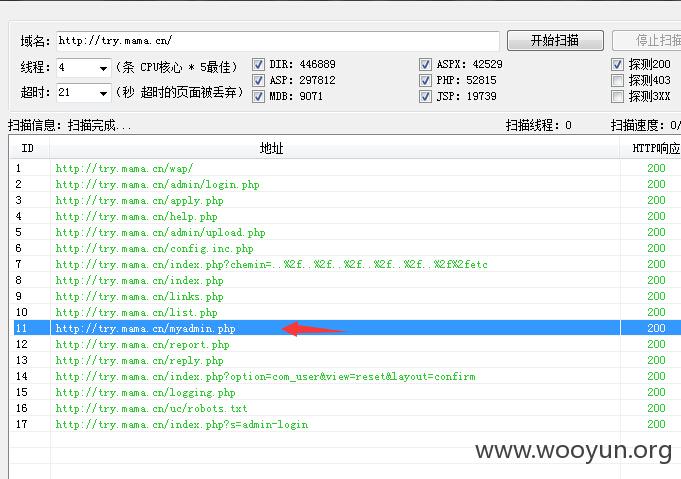 域名: http://try.mama.cn/ 开始扫描 停止扫描
线程: 4 (条 CPU核心 * 5最佳) DIR: 446889 ASPX: 42529 探测200
ASP: 297812 PHP: 52815 探测403
超时: 21 (秒 超时的页面被丢弃) MDB: 9071 JSP: 19739 探测3XX
扫描信息: 扫描完成... 扫描线程: 0 扫描速度: 0/
ID 地址 HTTP响应
1 http://try.mama.cn/wap/ 200
2 http://try.mama.cn/admin/login.php 200
3 http://try.mama.cn/apply.php 200
4 http://try.mama.cn/help.php 200
5 http://try.mama.cn/admin/upload.php 200
6 http://try.mama.cn/config.inc.php 200
7 http://try.mama.cn/index.php?chemin=..%2f..%2f..%2f..%2f..%2f..%2f%2fetc 200
8 http://try.mama.cn/index.php 200
9 http://try.mama.cn/links.php 200
10 http://try.mama.cn/list.php 200
11 http://try.mama.cn/myadmin.php 200
12 http://try.mama.cn/report.php 200
13 http://try.mama.cn/reply.php 200
14 http://try.mama.cn/index.php?option=com_user&view=reset&layout=confirm 200
15 http://try.mama.cn/logging.php 200
16 http://try.mama.cn/uc/robots.txt 200
17 http://try.mama.cn/index.php?s=admin-login 200
www.wooyun.org